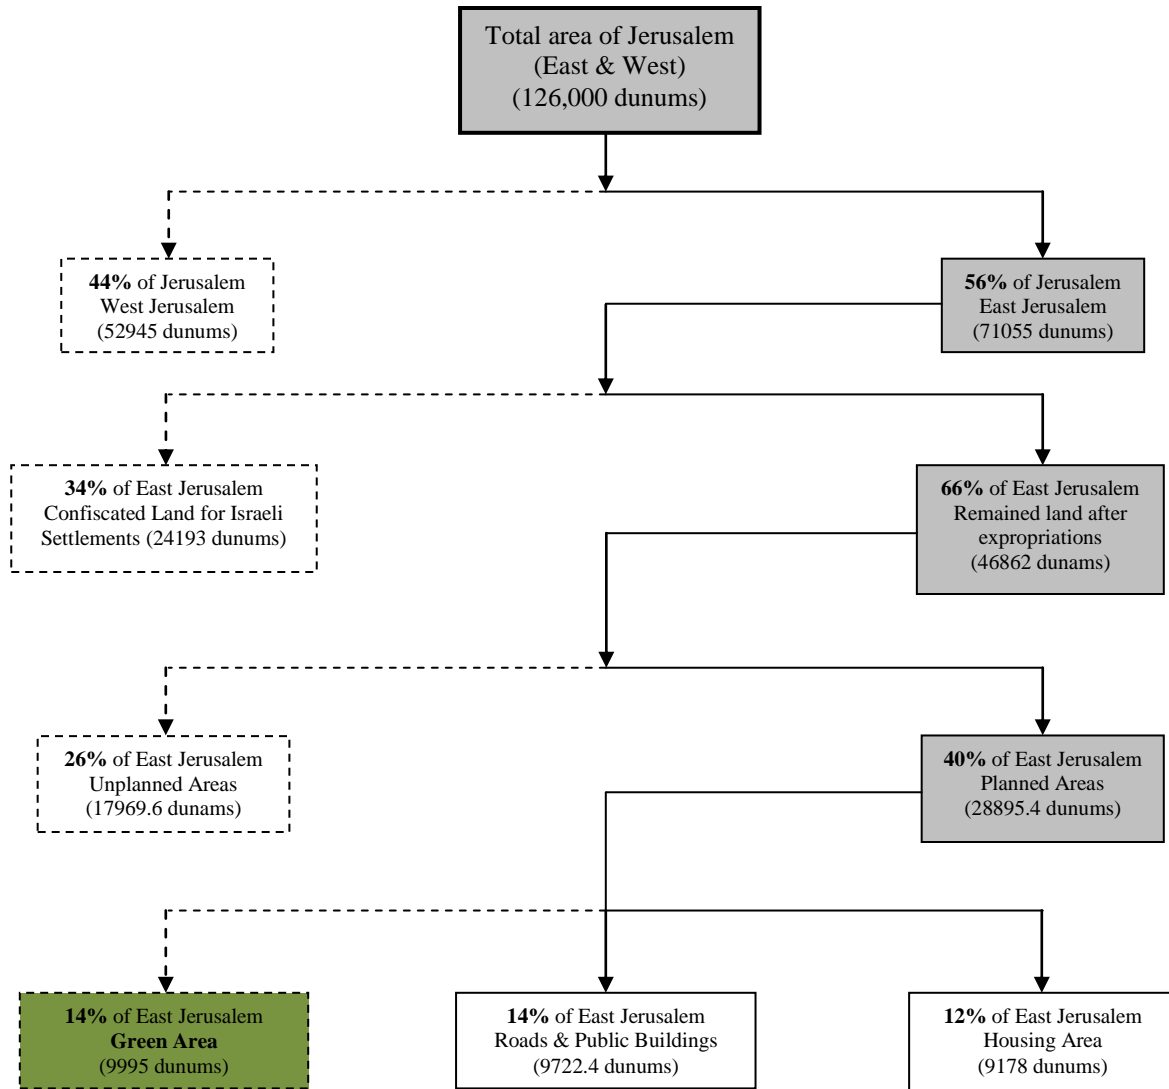 Total area of Jerusalem
(East & West)
(126,000 dunums)
44% of Jerusalem
West Jerusalem
(52945 dunums)
56% of Jerusalem
East Jerusalem
(71055 dunums)
34% of East Jerusalem
Confiscated Land for Israeli
Settlements (24193 dunums)
66% of East Jerusalem
Remained land after
expropriations
(46862 dunams)
26% of East Jerusalem
Unplanned Areas
(17969.6 dunams)
40% of East Jerusalem
Planned Areas
(28895.4 dunums)
14% of East Jerusalem
Green Area
(9995 dunums)
14% of East Jerusalem
Roads & Public Buildings
(9722.4 dunums)
12% of East Jerusalem
Housing Area
(9178 dunums)